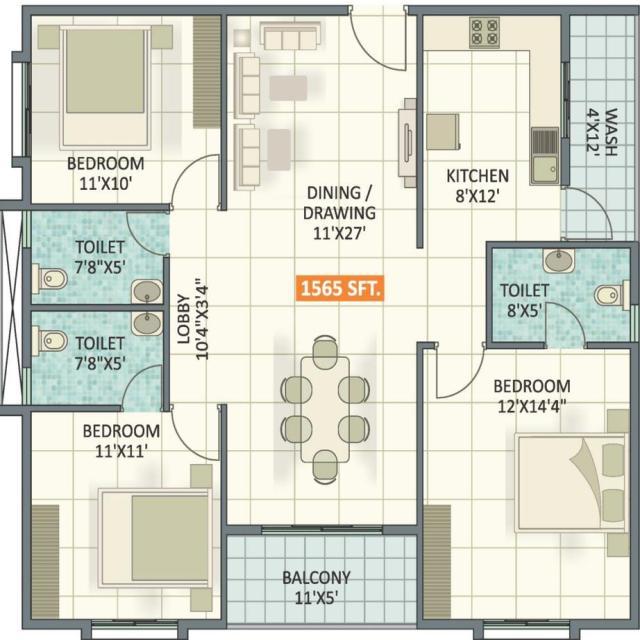 BEDROOM
11'X10'
DINING /
DRAWING
11'X27'
KITCHEN
8'X12'
WASH
4'X12'
TOILET
7'8"X5'
LOBBY
10'4"X3'4"
1565 SFT.
TOILET
8'X5'
TOILET
7'8"X5'
BEDROOM
11'X11'
BEDROOM
12'X14'4"
BALCONY
11'X5'